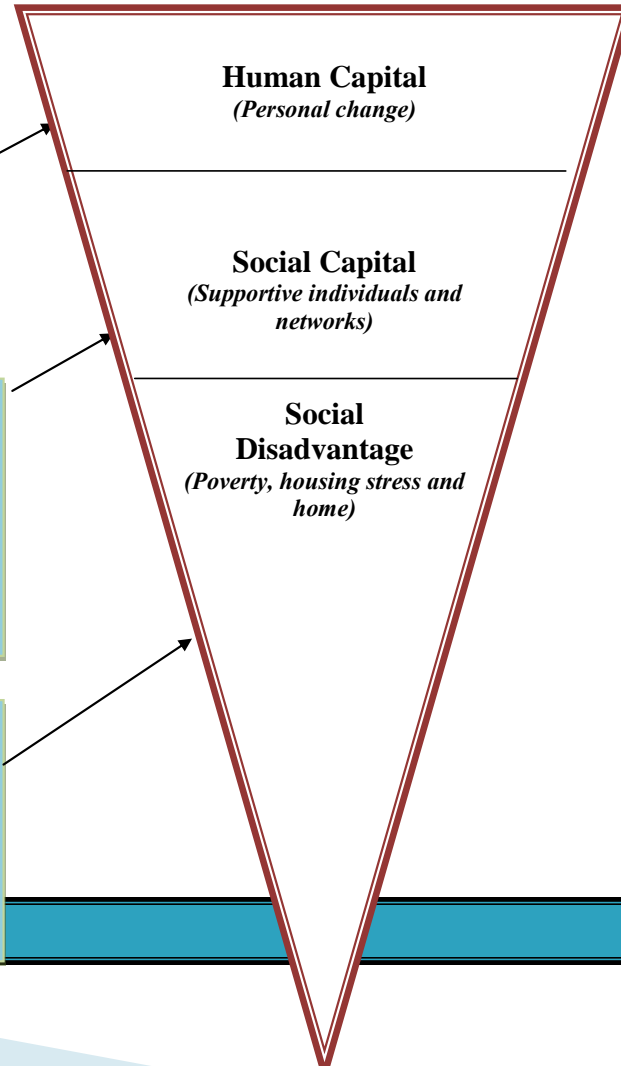 Human Capital
(Personal change)
Social Capital
(Supportive individuals and
networks)
Social
Disadvantage
(Poverty, housing stress and
home)